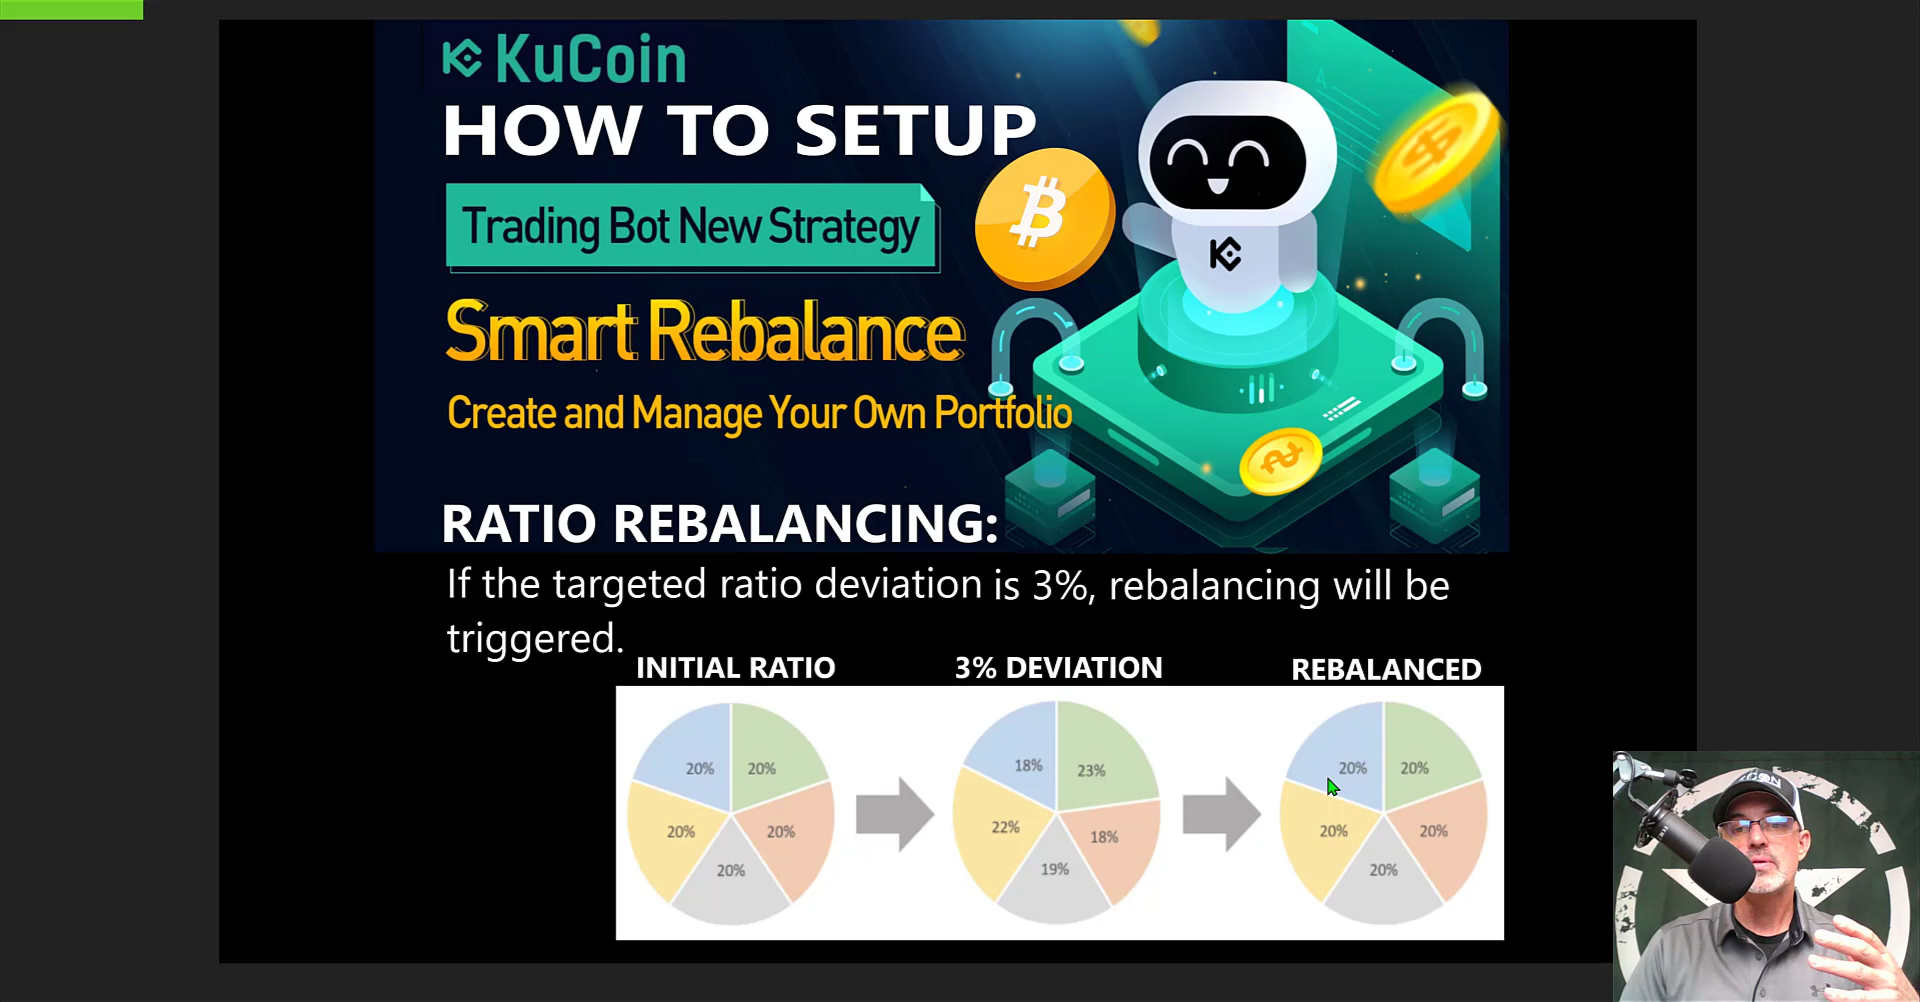 KuCoin
HOW TO SETUP
Trading Bot New Strategy
Smart Rebalance
Create and Manage Your Own Portfolio
RATIO REBALANCING:
If the targeted ratio deviation is 3%, rebalancing will be
triggered.
INITIAL RATIO
3% DEVIATION
REBALANCED
20% 20%
20% 20%
20%
18% 23%
22% 18%
19%
20% 20%
20% 20%
20%